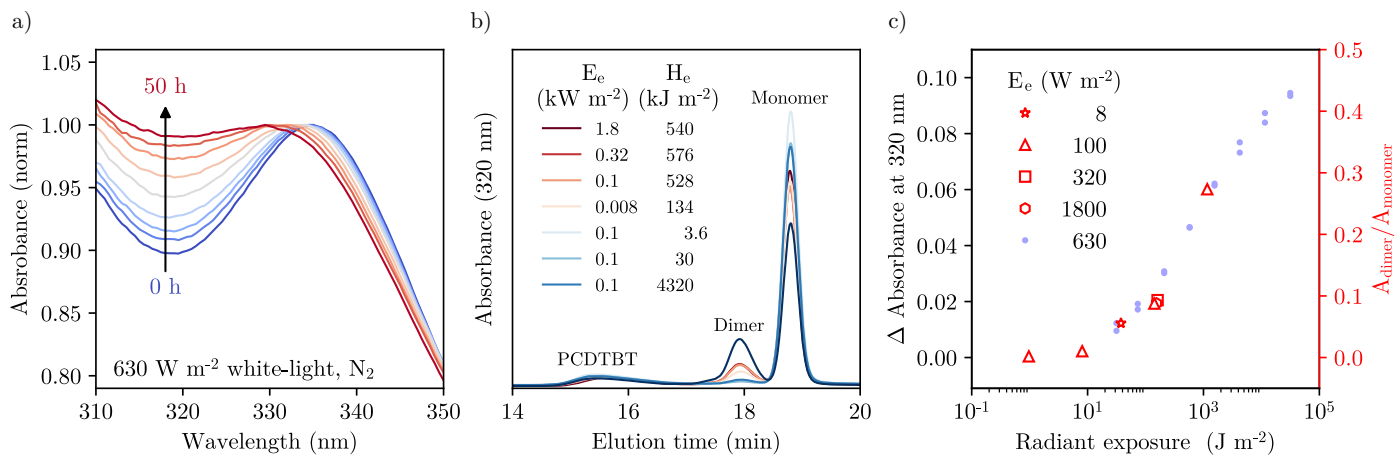 a)
1.05
1.00
0.95
0.90
0.85
0.80
Abrosbance (norm)
50 h
0 h
630 W m⁻² white-light, N₂
310 320 330 340 350
Wavelength (nm)
b)
Absorbance (320 nm)
Eₑ Hₑ
(kW m⁻²) (kJ m⁻²)
1.8 540
0.32 576
0.1 528
0.008 134
0.1 3.6
0.1 30
0.1 4320
Monomer
Dimer
PCDTBT
14 16 18 20
Elution time (min)
c)
0.10
0.08
0.06
0.04
0.02
0.00
Δ Absorbance at 320 nm
Eₑ (W m⁻²)
8
100
320
1800
630
0.5
0.4
0.3
0.2
0.1
0.0
A_dimer/A_monomer
10⁻¹ 10¹ 10³ 10⁵
Radiant exposure (J m⁻²)